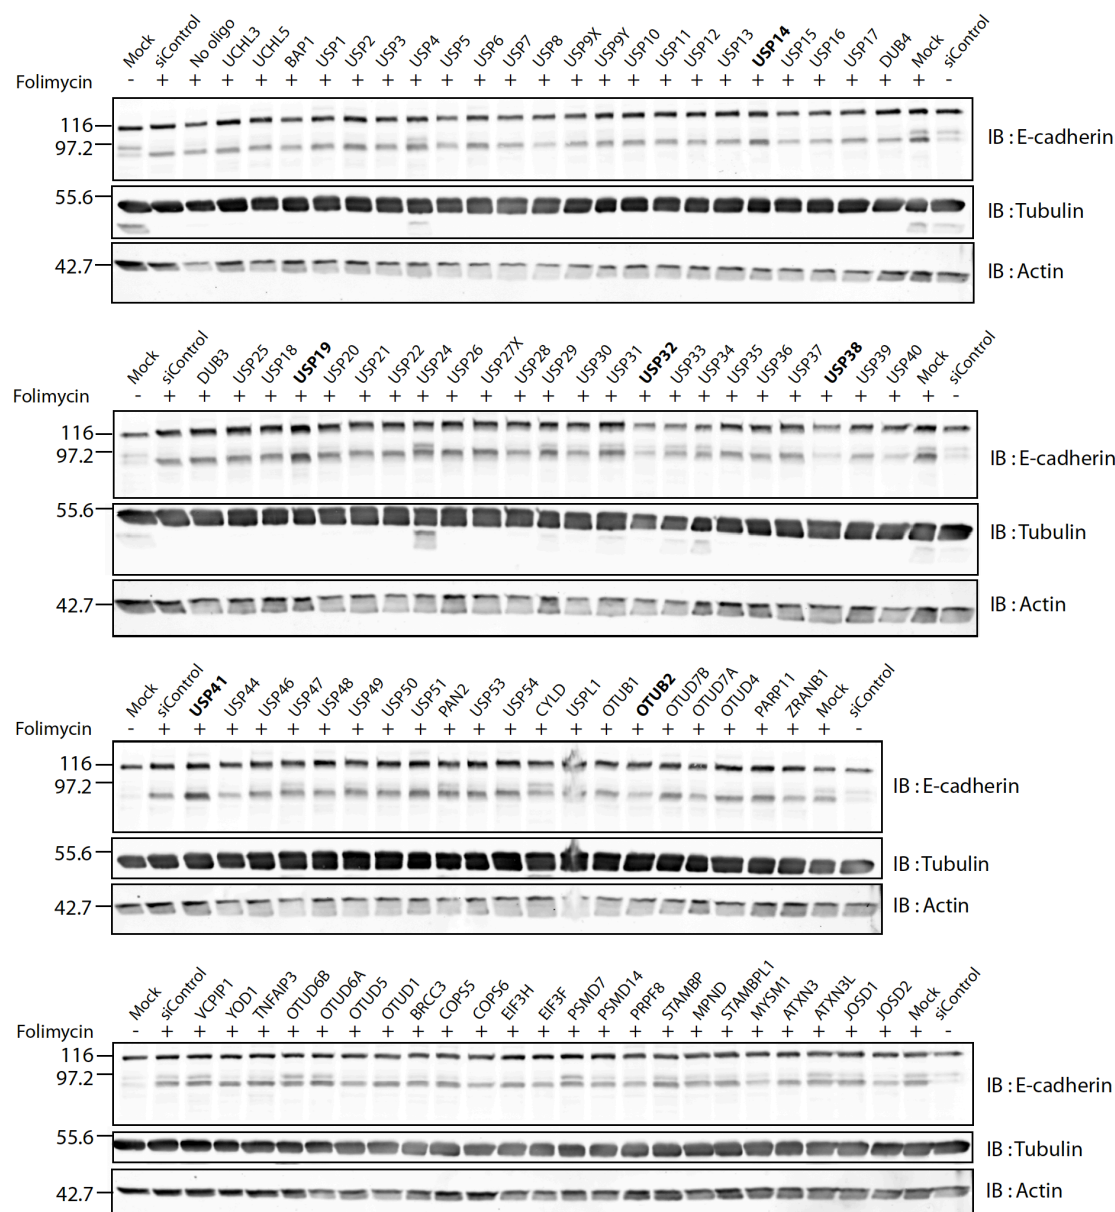 Mock siControl No oligo UCHL3 UCHL5 BAP1 USP1 USP2 USP3 USP4 USP5 USP6 USP7 USP8 USP9X USP9Y USP10 USP11 USP12 USP13 USP14 USP15 USP16 USP17 DUB4 Mock siControl
Folimycin - + + + + + + + + + + + + + + + + + + + + + + + + + -
116
97.2
IB : E-cadherin
55.6
IB : Tubulin
42.7
IB : Actin
Mock siControl DUB3 USP25 USP18 USP19 USP20 USP21 USP22 USP24 USP26 USP27X USP28 USP29 USP30 USP31 USP32 USP33 USP34 USP35 USP36 USP37 USP38 USP39 USP40 Mock siControl
Folimycin - + + + + + + + + + + + + + + + + + + + + + + + + + -
116
97.2
IB : E-cadherin
55.6
IB : Tubulin
42.7
IB : Actin
Mock siControl USP41 USP44 USP46 USP47 USP48 USP49 USP50 USP51 PAN2 USP53 USP54 CYLD USPL1 OTUB1 OTUB2 OTUD7B OTUD7A OTUD4 PARP11 ZRANB1 Mock siControl
Folimycin - + + + + + + + + + + + + + + + + + + + + + + -
116
97.2
IB : E-cadherin
55.6
IB : Tubulin
42.7
IB : Actin
Mock siControl VCPIP1 YOD1 TNFAIP3 OTUD6B OTUD6A OTUD5 OTUD1 BRCC3 COPS5 COPS6 EIF3H EIF3F PSMD7 PSMD14 PRPF8 STAMBP MPND STAMBPL1 MYSM1 ATXN3 ATXN3L JOSD1 JOSD2 Mock siControl
Folimycin - + + + + + + + + + + + + + + + + + + + + + + + + + -
116
97.2
IB : E-cadherin
55.6
IB : Tubulin
42.7
IB : Actin